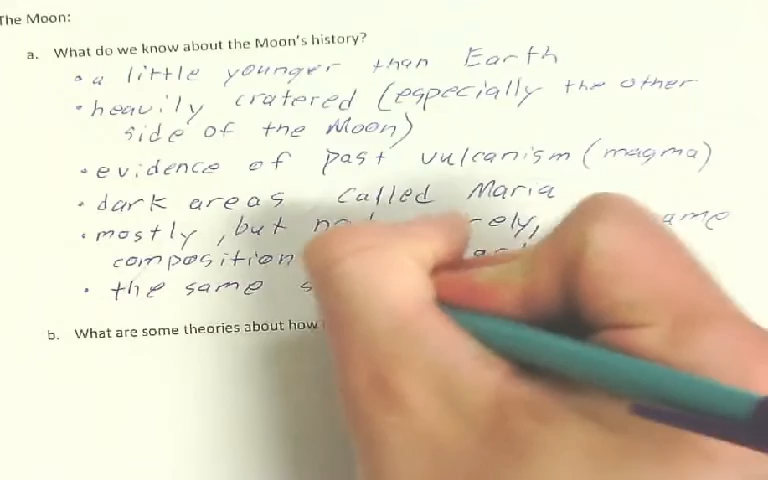 The Moon:
a. What do we know about the Moon's history?
• a little younger than Earth
• heavily cratered (especially the other
side of the Moon)
• evidence of past vulcanism (magma)
• dark areas called Maria
• mostly, but
composition
• the same
b. What are some theories about how